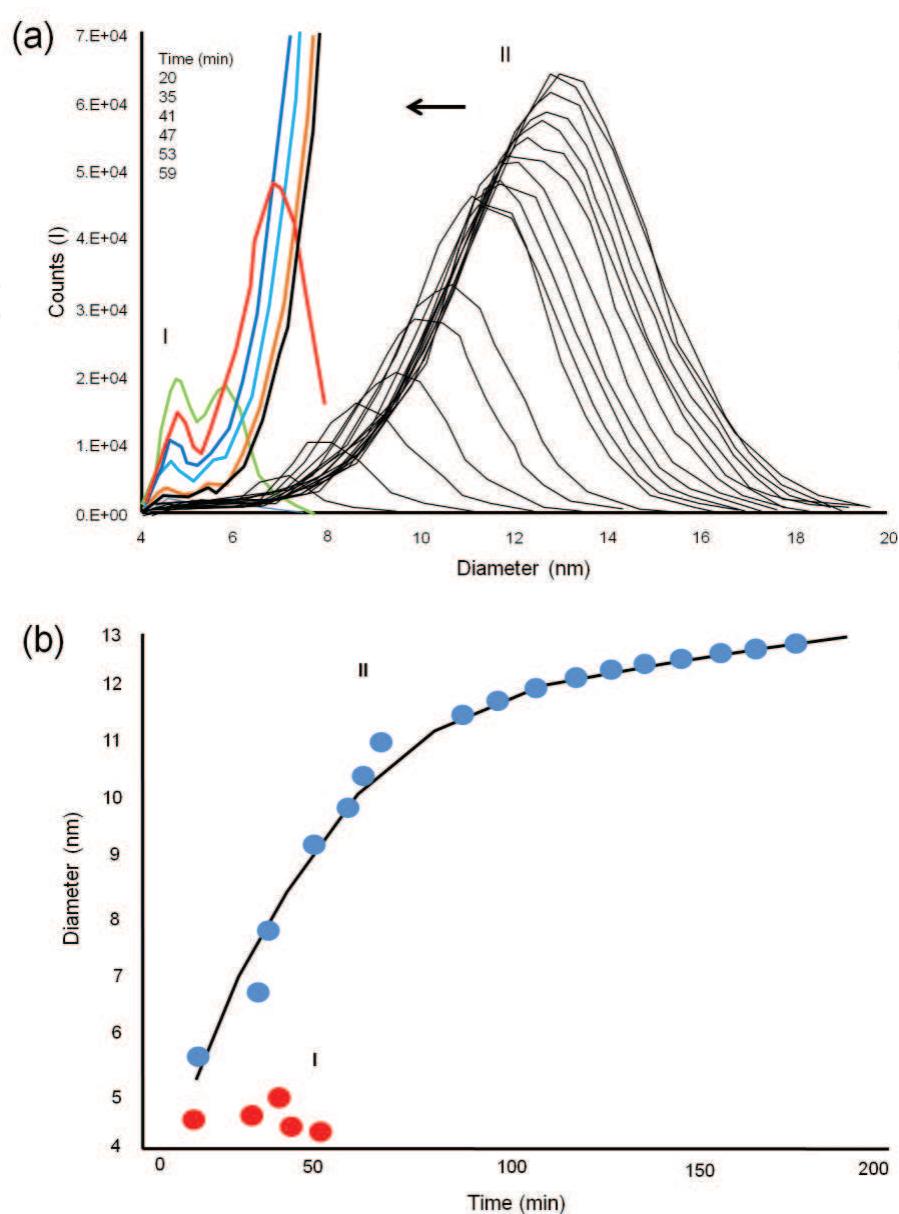 (a)
7.E+04
6.E+04
5.E+04
4.E+04
3.E+04
2.E+04
1.E+04
0.E+00
Counts (I)
Time (min)
20
35
41
47
53
59
I
II
4 6 8 10 12 14 16 18 20
Diameter (nm)
(b)
13
12
11
10
9
8
7
6
5
4
Diameter (nm)
II
I
0 50 100 150 200
Time (min)